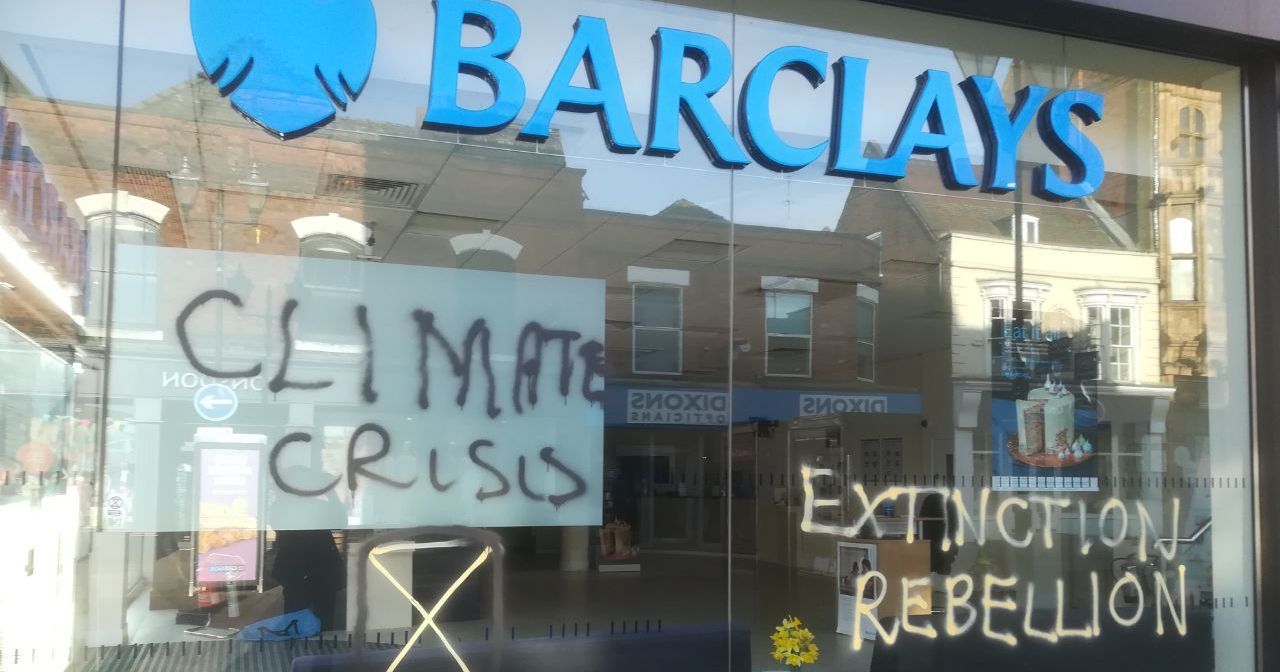 BARCLAYS
CLIMATE
CRISIS
DIXONS
OPTICIANS
DIXONS
EXTINCTION
REBELLION